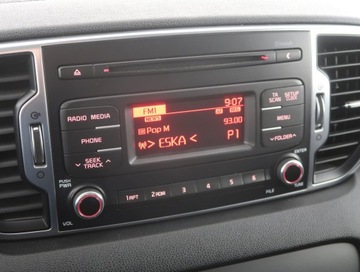 TA
SCAN
SETUP
CLOCK
RADIO
MEDIA
FM1
9:07
NEWS
93.00
Pop M
> ESKA <
P1
MENU
PHONE
FOLDER
SEEK
TRACK
PUSH
PWR
VOL
1 RPT
2 RDM
3
4
5
6
FILE
ENTER
TUNE